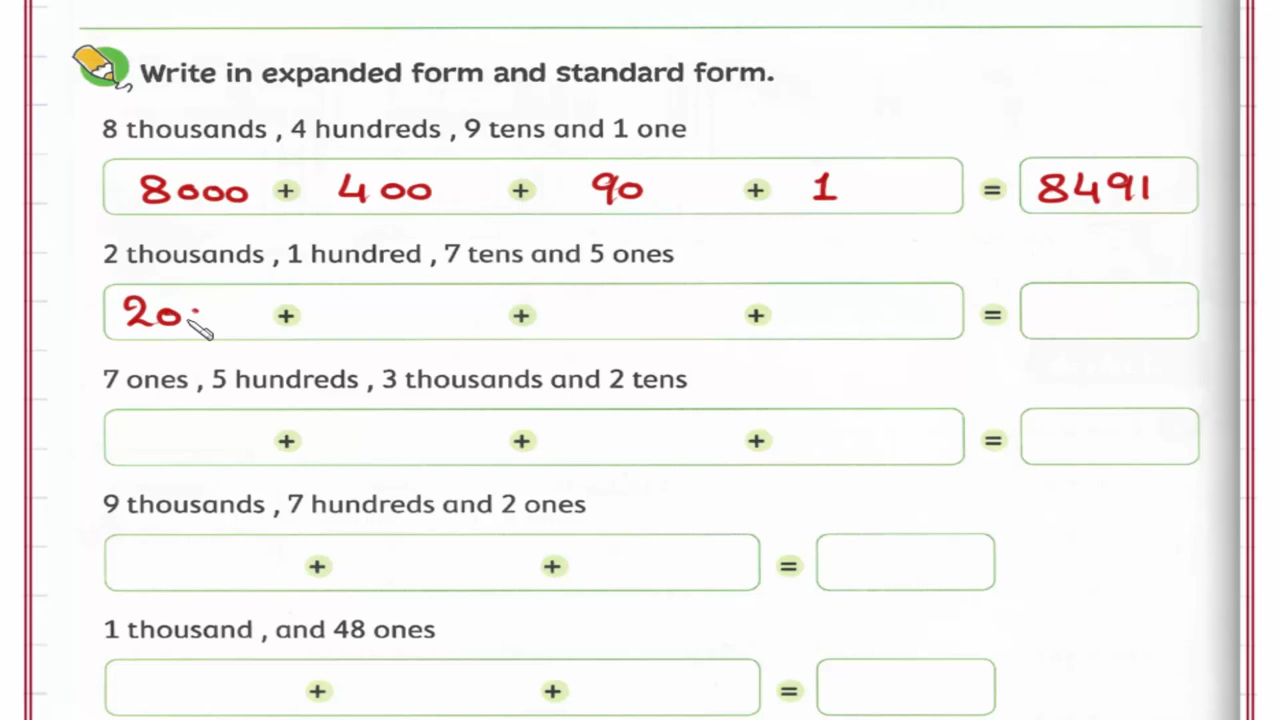 Write in expanded form and standard form.
8 thousands , 4 hundreds , 9 tens and 1 one
8000 + 400 + 90 + 1 = 8491
2 thousands , 1 hundred , 7 tens and 5 ones
20 + + + =
7 ones , 5 hundreds , 3 thousands and 2 tens
+ + + =
9 thousands , 7 hundreds and 2 ones
+ + =
1 thousand , and 48 ones
+ + =